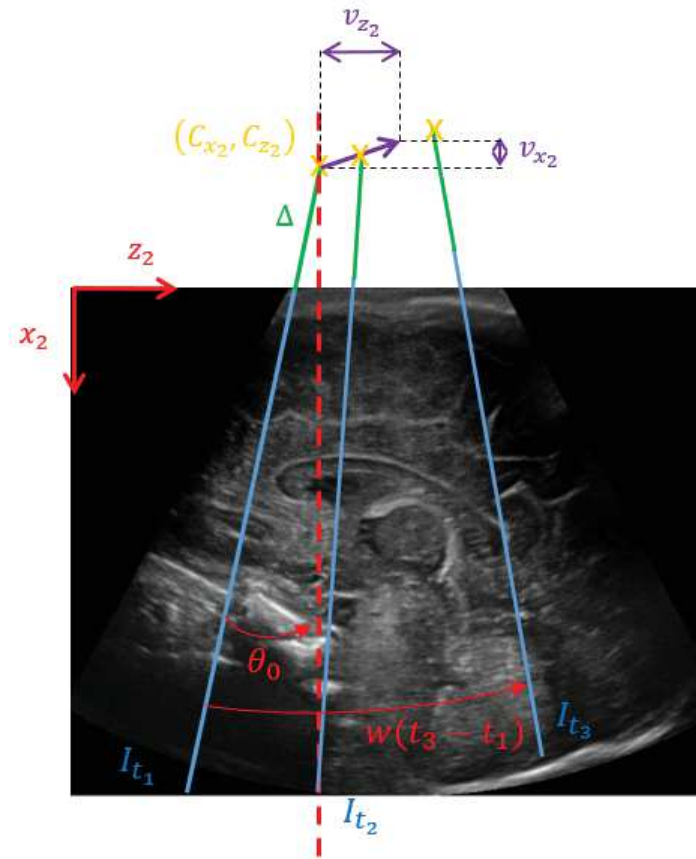 v_{z_2}
(C_{x_2}, C_{z_2})
v_{x_2}
Δ
z_2
x_2
θ_0
w(t_3 − t_1)
I_{t_3}
I_{t_1}
I_{t_2}